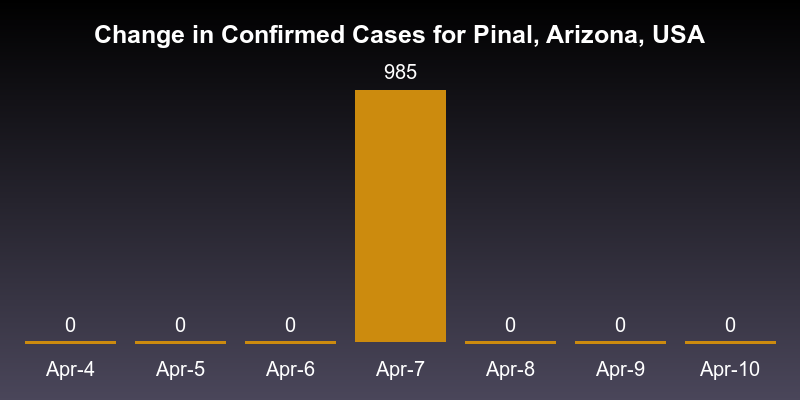 Change in Confirmed Cases for Pinal, Arizona, USA
985
0 0 0 0 0 0
Apr-4 Apr-5 Apr-6 Apr-7 Apr-8 Apr-9 Apr-10